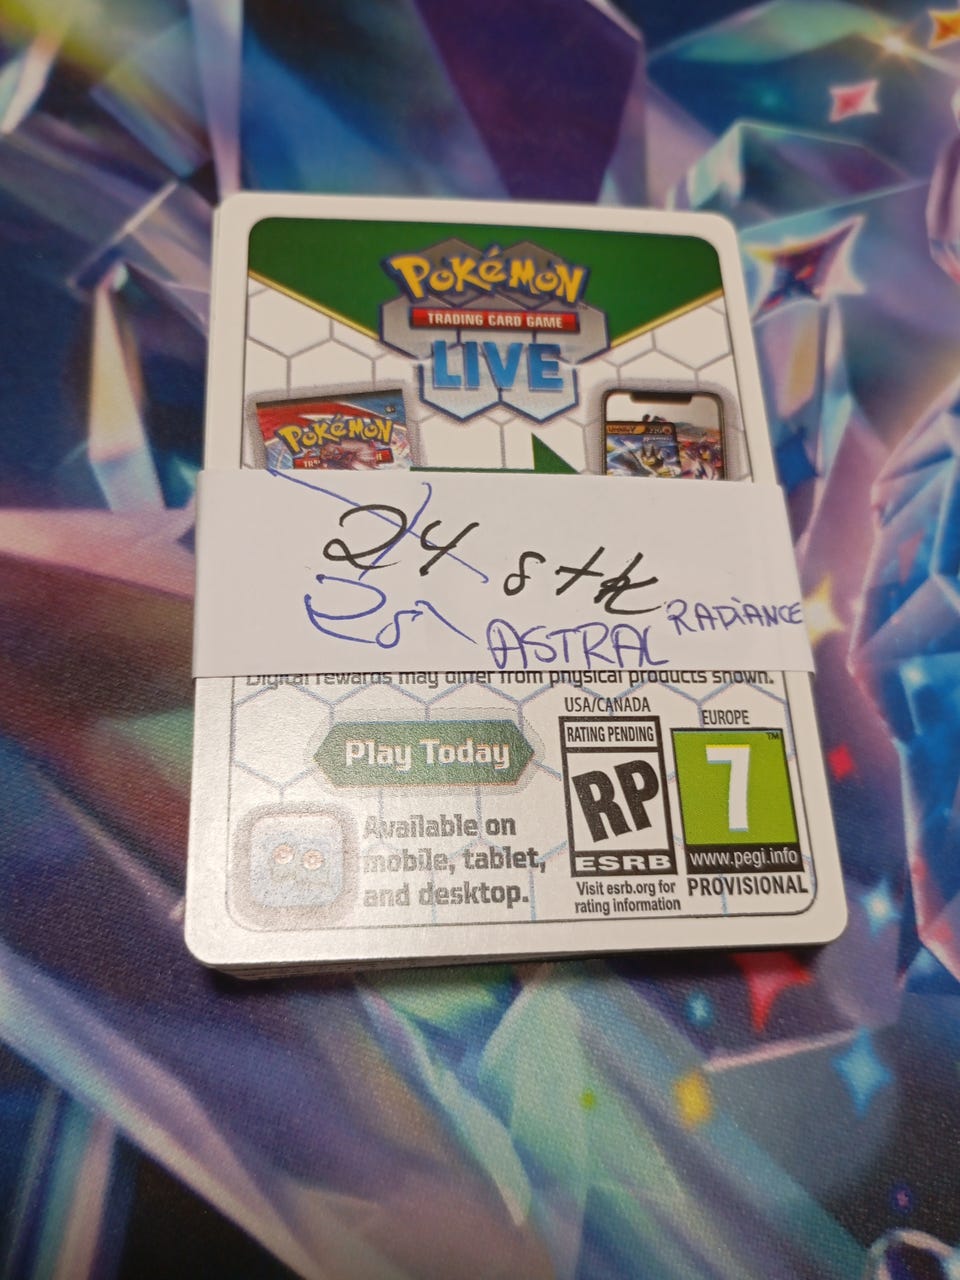 POKéMON
TRADING CARD GAME
LIVE
POKéMON
24 stk
ASTRAL RADiANCE
Digital rewards may differ from physical products shown.
USA/CANADA
RATING PENDING
RP
ESRB
Visit esrb.org for
rating information
EUROPE
7
TM
www.pegi.info
PROVISIONAL
Play Today
Available on
mobile, tablet,
and desktop.